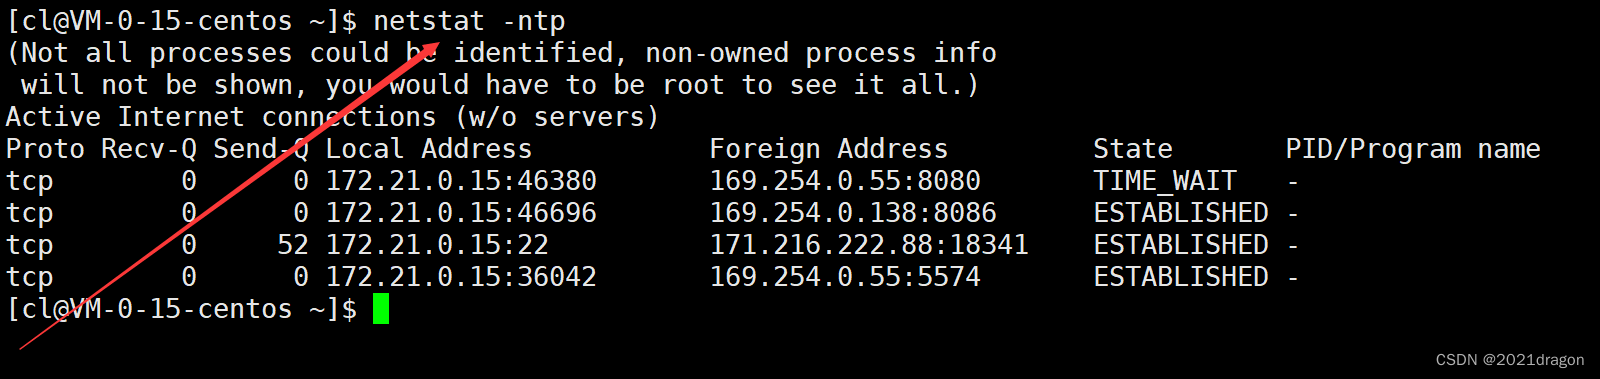 [cl@VM-0-15-centos ~]$ netstat -ntp
(Not all processes could be identified, non-owned process info
 will not be shown, you would have to be root to see it all.)
Active Internet connections (w/o servers)
Proto Recv-Q Send-Q Local Address           Foreign Address         State       PID/Program name
tcp        0      0 172.21.0.15:46380       169.254.0.55:8080       TIME_WAIT   -
tcp        0      0 172.21.0.15:46696       169.254.0.138:8086      ESTABLISHED -
tcp        0     52 172.21.0.15:22          171.216.222.88:18341    ESTABLISHED -
tcp        0      0 172.21.0.15:36042       169.254.0.55:5574       ESTABLISHED -
[cl@VM-0-15-centos ~]$
CSDN @2021dragon